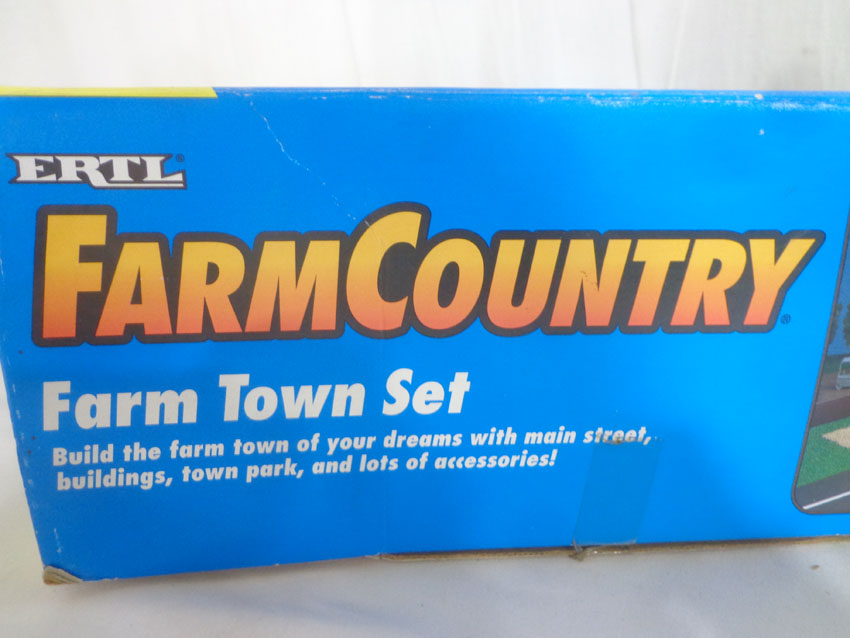 ERTL®
FARMCOUNTRY®
Farm Town Set
Build the farm town of your dreams with main street,
buildings, town park, and lots of accessories!